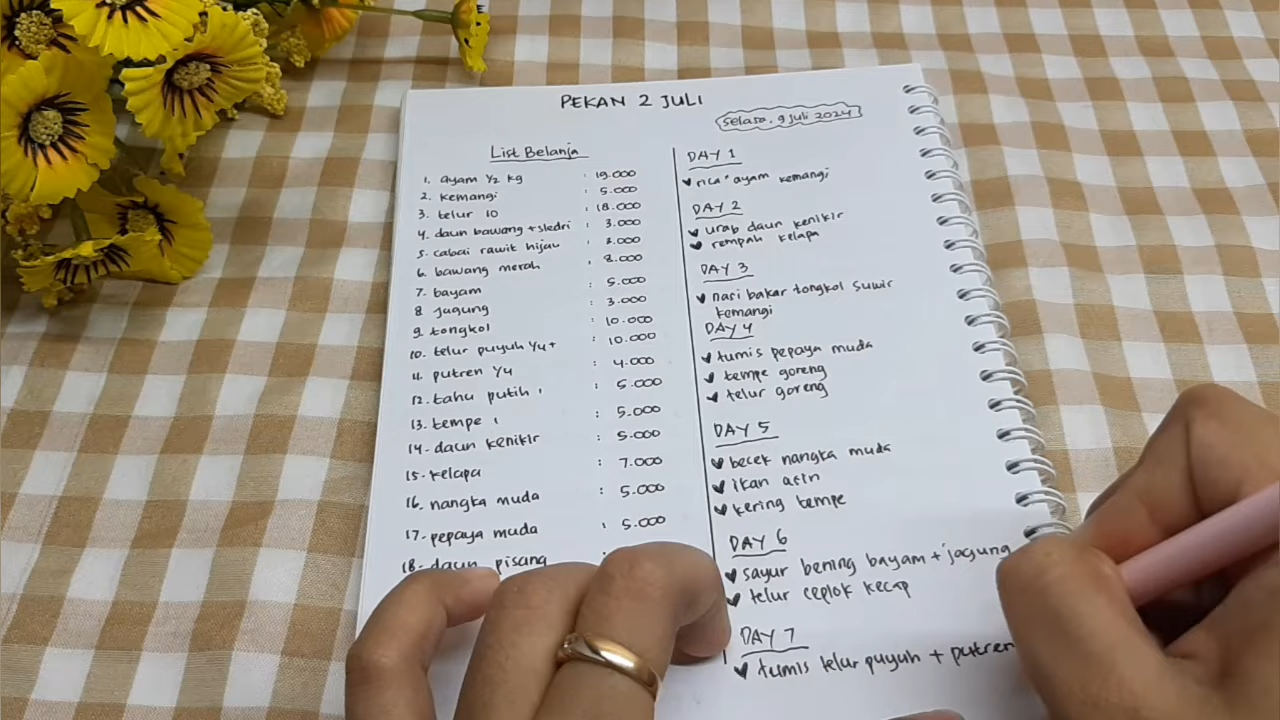 PEKAN 2 JULI
Selasa, 9 Juli 2024
List Belanja
1. ayam 1/2 kg : 19.000
2. kemangi : 5.000
3. telur 10 : 18.000
4. daun bawang + sledri : 3.000
5. cabai rawit hijau : 3.000
6. bawang merah : 8.000
7. bayam : 5.000
8 jagung : 3.000
9. tongkol : 10.000
10. telur puyuh 1/4+ : 10.000
11. putren 1/4 : 4.000
12. tahu putih 1 : 5.000
13. tempe 1 : 5.000
14. daun kenikir : 5.000
15. kelapa : 7.000
16. nangka muda : 5.000
17. pepaya muda : 5.000
18. daun pisang :
DAY 1
rica" ayam kemangi
DAY 2
urab daun kenikir
rempah kelapa
DAY 3
nasi bakar tongkol suwir
kemangi
DAY 4
tumis pepaya muda
tempe goreng
telur goreng
DAY 5
becek nangka muda
ikan asin
kering tempe
DAY 6
sayur bening bayam + jagung
telur ceplok kecap
DAY 7
tumis telur puyuh + putren